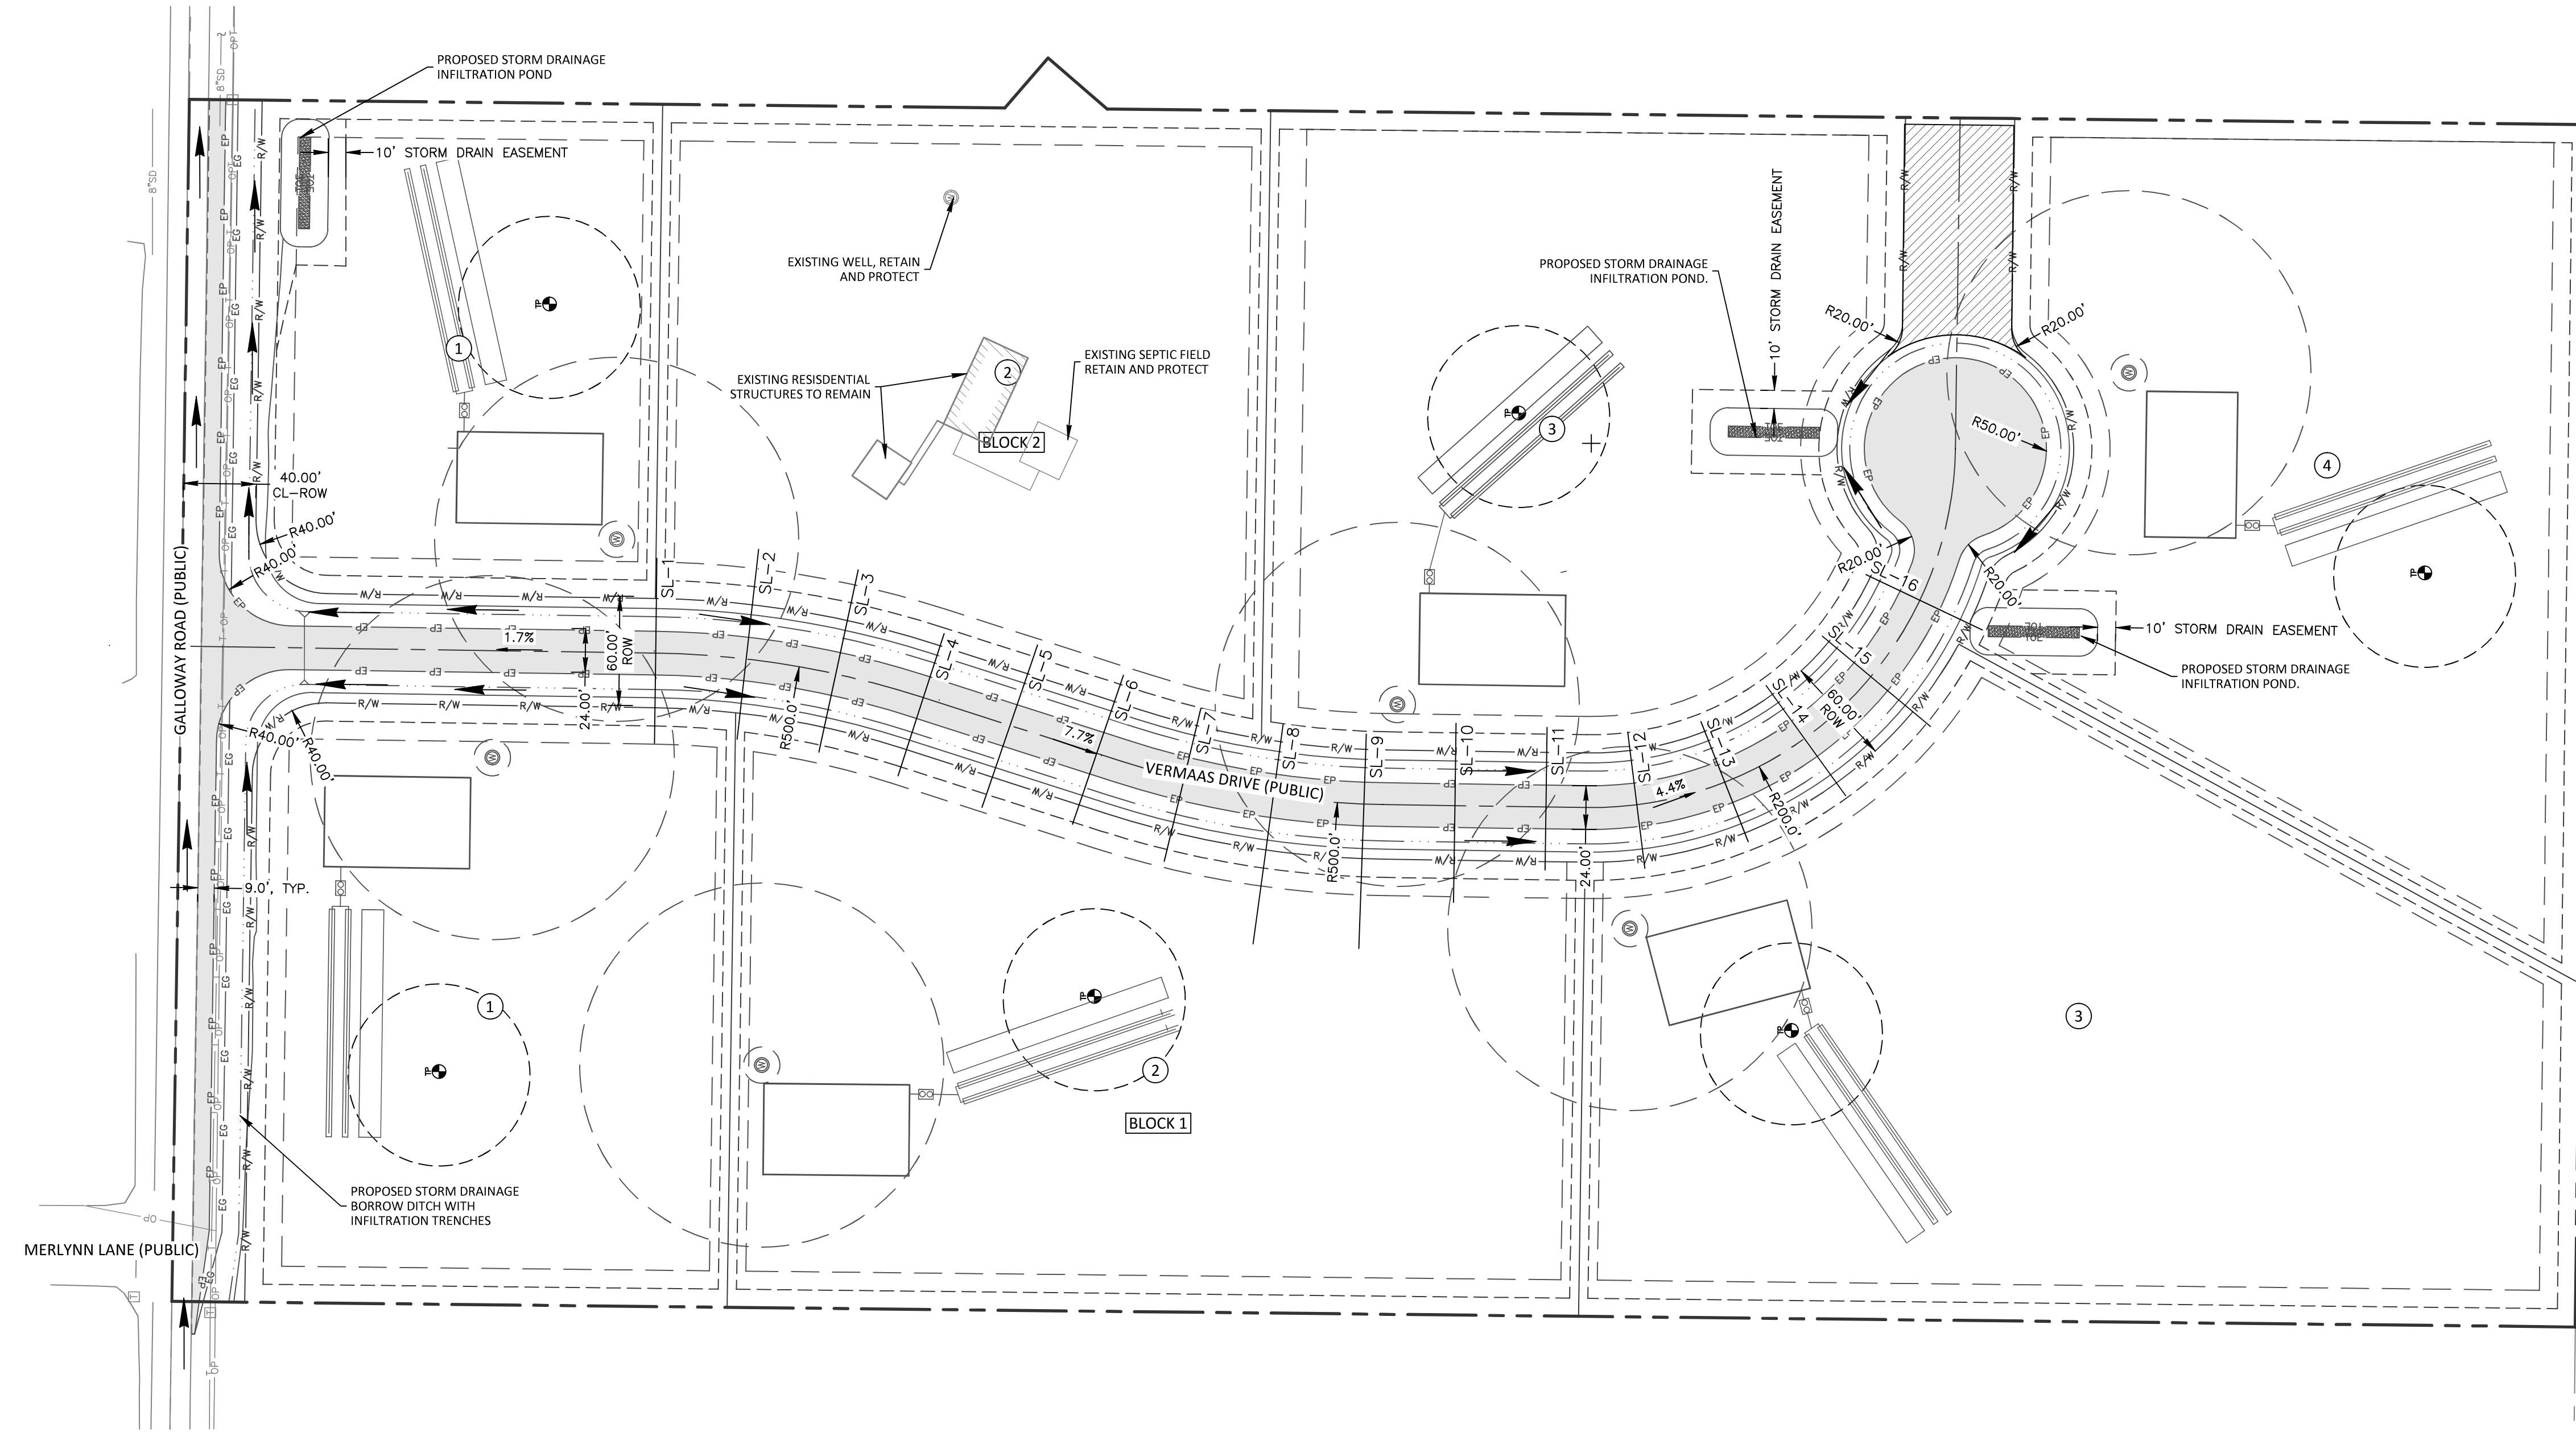 PROPOSED STORM DRAINAGE
INFILTRATION POND
10' STORM DRAIN EASEMENT
8"SD
8"SD
EXISTING WELL, RETAIN
AND PROTECT
EXISTING RESISDENTIAL
STRUCTURES TO REMAIN
EXISTING SEPTIC FIELD
RETAIN AND PROTECT
BLOCK 2
1
2
3
4
PROPOSED STORM DRAINAGE
INFILTRATION POND.
10' STORM DRAIN EASEMENT
R20.00'
R20.00'
R50.00'
R20.00'
R20.00'
40.00'
CL-ROW
R40.00'
R40.00'
GALLOWAY ROAD (PUBLIC)
1.7%
60.00'
ROW
24.00'
R40.00'
R40.00'
SL-1
SL-2
SL-3
SL-4
SL-5
SL-6
SL-7
SL-8
SL-9
SL-10
SL-11
SL-12
SL-13
SL-14
SL-15
SL-16
R500.0'
7.7%
VERMAAS DRIVE (PUBLIC)
R500.0'
24.00'
4.4%
R200.0'
60.00'
ROW
10' STORM DRAIN EASEMENT
PROPOSED STORM DRAINAGE
INFILTRATION POND.
9.0', TYP.
1
2
3
BLOCK 1
PROPOSED STORM DRAINAGE
BORROW DITCH WITH
INFILTRATION TRENCHES
MERLYNN LANE (PUBLIC)
R/W
EP
EG
OP
TP
W
TOE
T